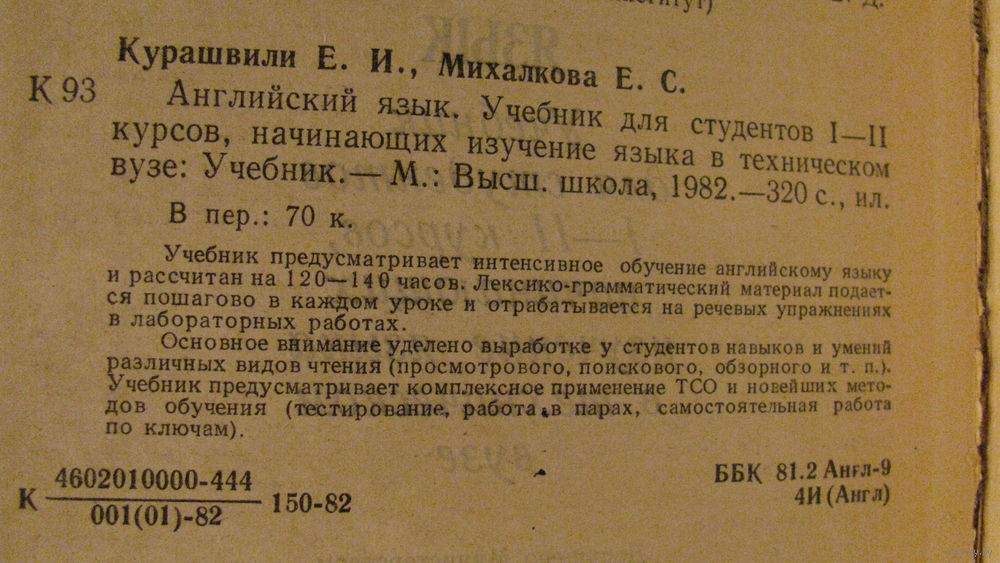 Курашвили Е. И., Михалкова Е. С.
К 93
Английский язык. Учебник для студентов I—II
курсов, начинающих изучение языка в техническом
вузе: Учебник.— М.: Высш. школа, 1982.—320 с., ил.
В пер.: 70 к.
Учебник предусматривает интенсивное обучение английскому языку
и рассчитан на 120—140 часов. Лексико-грамматический материал подает-
ся пошагово в каждом уроке и отрабатывается на речевых упражнениях
в лабораторных работах.
Основное внимание уделено выработке у студентов навыков и умений
различных видов чтения (просмотрового, поискового, обзорного и т. п.).
Учебник предусматривает комплексное применение ТСО и новейших мето-
дов обучения (тестирование, работа в парах, самостоятельная работа
по ключам).
К 4602010000-444
001(01)-82 150-82
ББК 81.2 Англ-9
4И (Англ)